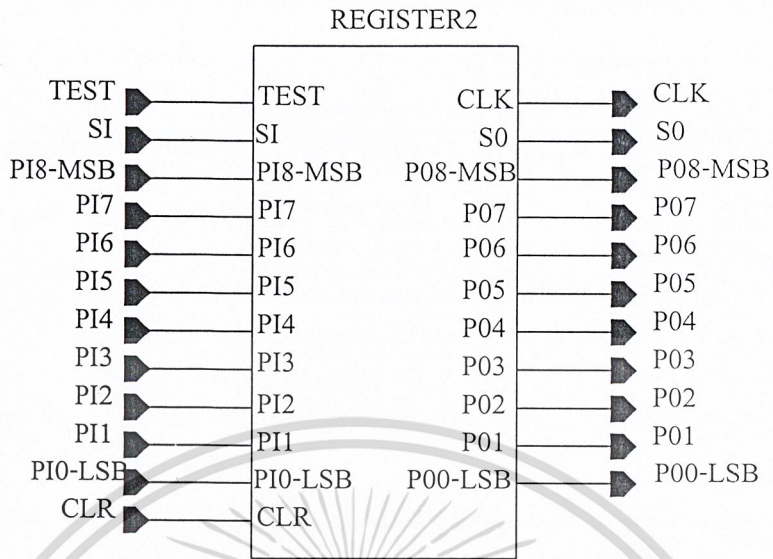 REGISTER2
TEST TEST CLK CLK
SI SI S0 S0
PI8-MSB PI8-MSB P08-MSB P08-MSB
PI7 PI7 P07 P07
PI6 PI6 P06 P06
PI5 PI5 P05 P05
PI4 PI4 P04 P04
PI3 PI3 P03 P03
PI2 PI2 P02 P02
PI1 PI1 P01 P01
PI0-LSB PI0-LSB P00-LSB P00-LSB
CLR CLR